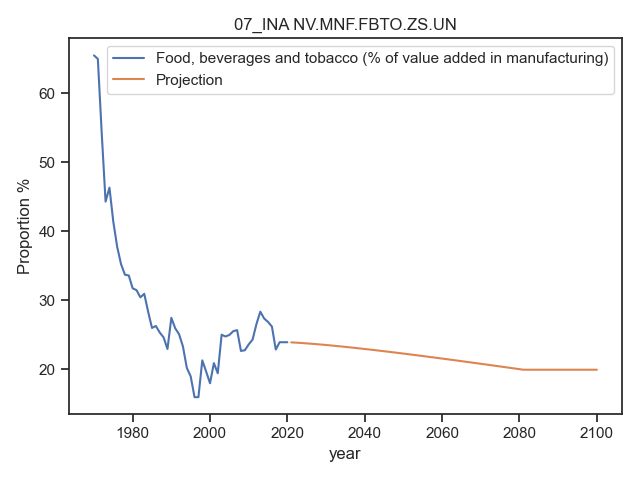 07_INA NV.MNF.FBTO.ZS.UN
Food, beverages and tobacco (% of value added in manufacturing)
Projection
Proportion %
60
50
40
30
20
1980 2000 2020 2040 2060 2080 2100
year